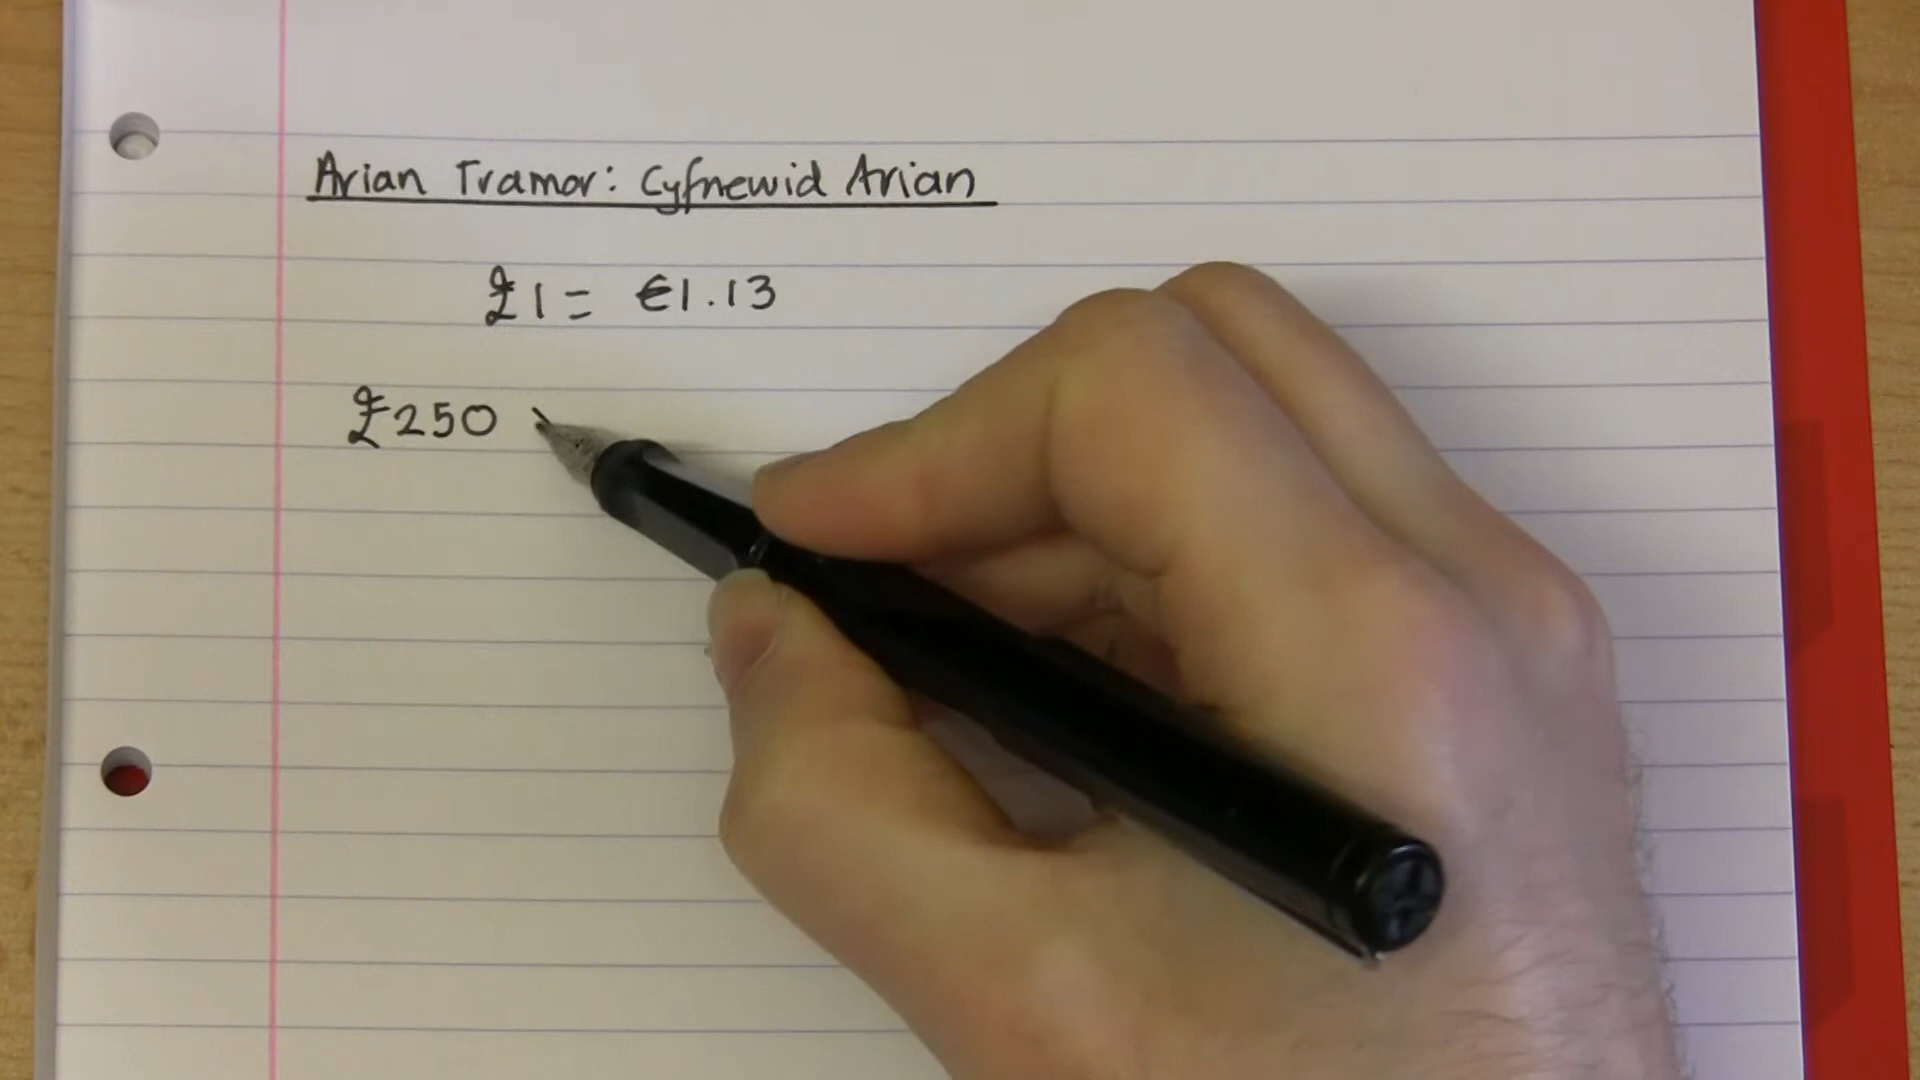 Arian Tramor: Cyfnewid Arian
£1 = €1.13
£250